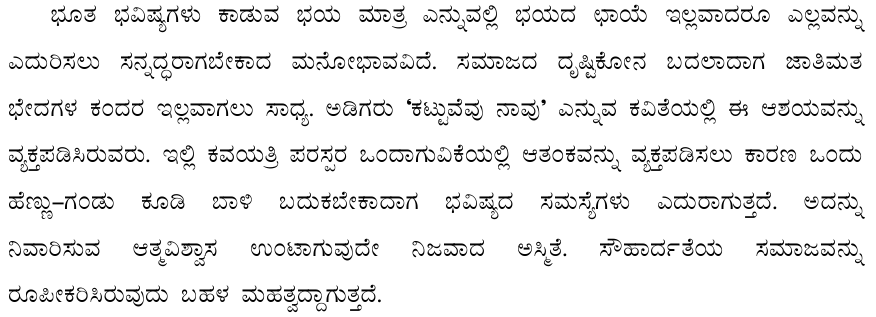 ಭೂತ ಭವಿಷ್ಯಗಳು ಕಾಡುವ ಭಯ ಮಾತ್ರ ಎನ್ನುವಲ್ಲಿ ಭಯದ ಛಾಯೆ ಇಲ್ಲವಾದರೂ ಎಲ್ಲವನ್ನು
ಎದುರಿಸಲು ಸನ್ನದ್ಧರಾಗಬೇಕಾದ ಮನೋಭಾವವಿದೆ. ಸಮಾಜದ ದೃಷ್ಟಿಕೋನ ಬದಲಾದಾಗ ಜಾತಿಮತ
ಭೇದಗಳ ಕಂದರ ಇಲ್ಲವಾಗಲು ಸಾಧ್ಯ. ಅಡಿಗರು ‘ಕಟ್ಟುವೆವು ನಾವು’ ಎನ್ನುವ ಕವಿತೆಯಲ್ಲಿ ಈ ಆಶಯವನ್ನು
ವ್ಯಕ್ತಪಡಿಸಿರುವರು. ಇಲ್ಲಿ ಕವಯತ್ರಿ ಪರಸ್ಪರ ಒಂದಾಗುವಿಕೆಯಲ್ಲಿ ಆತಂಕವನ್ನು ವ್ಯಕ್ತಪಡಿಸಲು ಕಾರಣ ಒಂದು
ಹೆಣ್ಣು–ಗಂಡು ಕೂಡಿ ಬಾಳಿ ಬದುಕಬೇಕಾದಾಗ ಭವಿಷ್ಯದ ಸಮಸ್ಯೆಗಳು ಎದುರಾಗುತ್ತದೆ. ಅದನ್ನು
ನಿವಾರಿಸುವ ಆತ್ಮವಿಶ್ವಾಸ ಉಂಟಾಗುವುದೇ ನಿಜವಾದ ಅಸ್ಮಿತೆ. ಸೌಹಾರ್ದತೆಯ ಸಮಾಜವನ್ನು
ರೂಪೀಕರಿಸಿರುವುದು ಬಹಳ ಮಹತ್ವದ್ದಾಗುತ್ತದೆ.